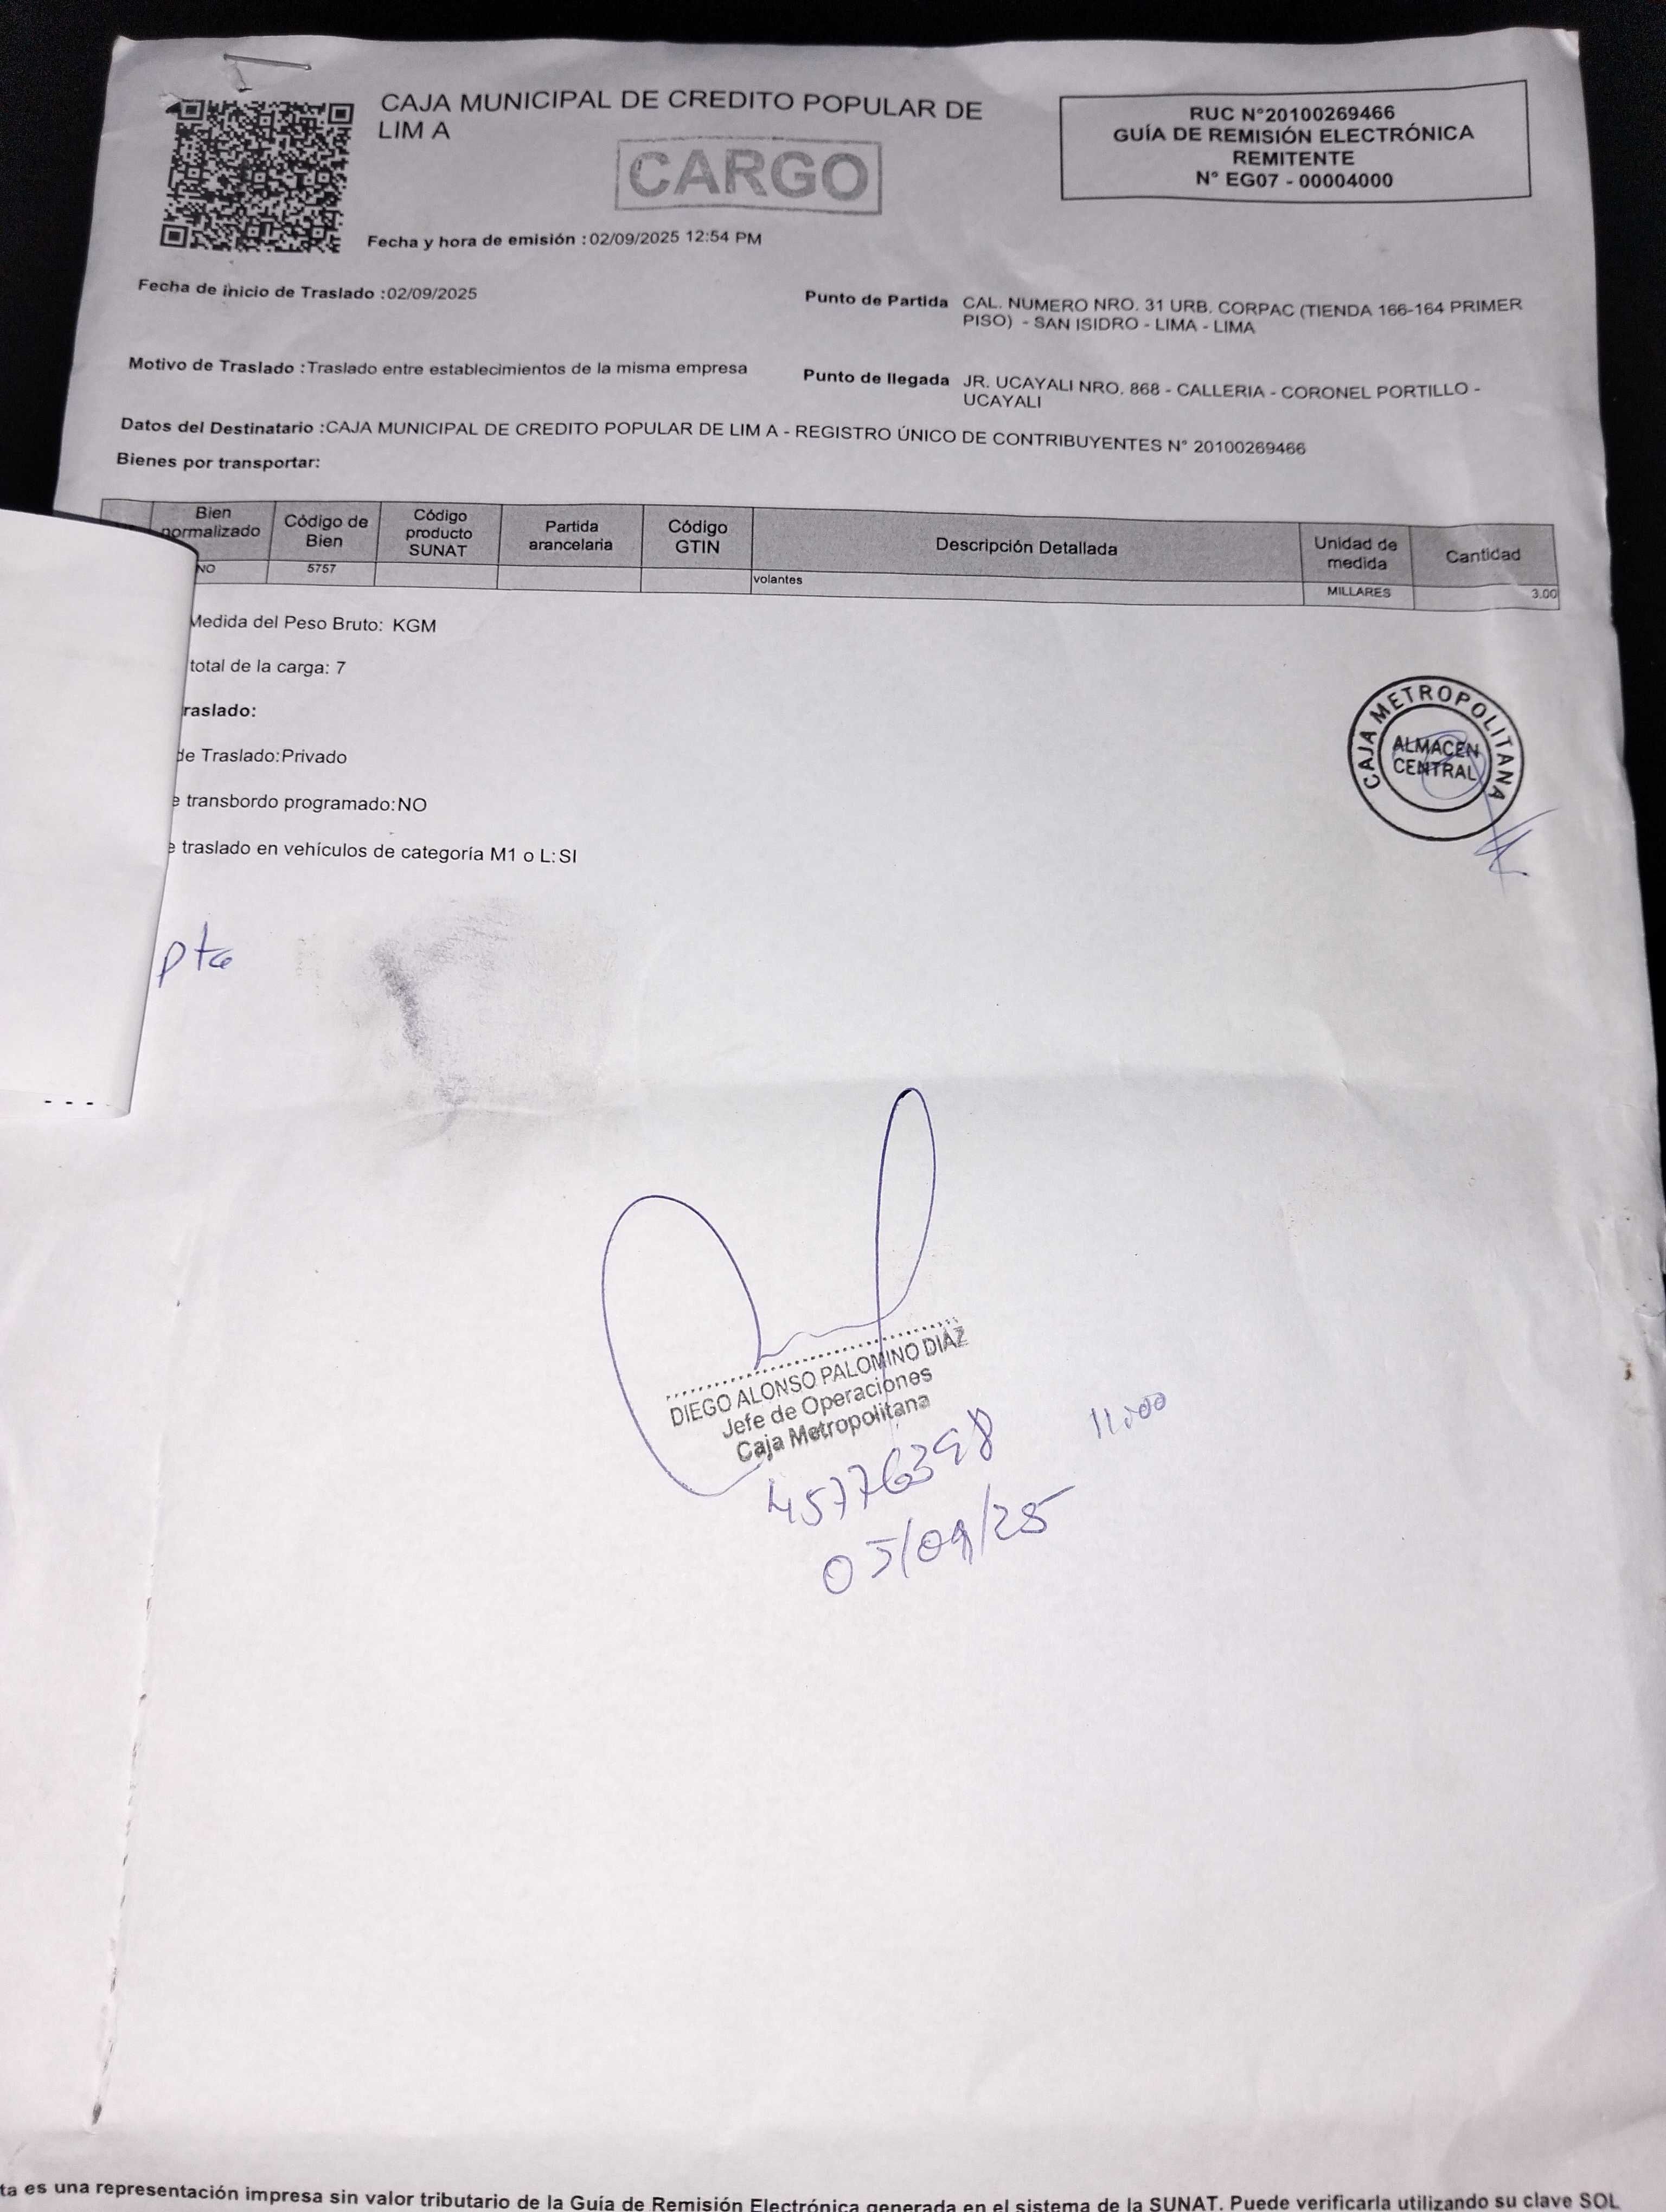 CAJA MUNICIPAL DE CREDITO POPULAR DE
LIM A
CARGO
RUC N°20100269466
GUÍA DE REMISIÓN ELECTRÓNICA
REMITENTE
N° EG07 - 00004000
Fecha y hora de emisión :02/09/2025 12:54 PM
Fecha de inicio de Traslado :02/09/2025
Punto de Partida CAL. NUMERO NRO. 31 URB. CORPAC (TIENDA 166-164 PRIMER
PISO) - SAN ISIDRO - LIMA - LIMA
Motivo de Traslado :Traslado entre establecimientos de la misma empresa
Punto de llegada JR. UCAYALI NRO. 868 - CALLERIA - CORONEL PORTILLO -
UCAYALI
Datos del Destinatario :CAJA MUNICIPAL DE CREDITO POPULAR DE LIM A - REGISTRO ÚNICO DE CONTRIBUYENTES N° 20100269466
Bienes por transportar:
Bien normalizado Código de Bien Código producto SUNAT Partida arancelaria Código GTIN Descripción Detallada Unidad de medida Cantidad
NO 5757 volantes MILLARES 3.00
Medida del Peso Bruto: KGM
total de la carga: 7
raslado:
de Traslado:Privado
e transbordo programado:NO
e traslado en vehículos de categoría M1 o L:SI
CAJA METROPOLITANA
ALMACEN
CENTRAL
DIEGO ALONSO PALOMINO DIAZ
Jefe de Operaciones
Caja Metropolitana
45776398
11:00
05/09/25
ta es una representación impresa sin valor tributario de la Guía de Remisión Electrónica generada en el sistema de la SUNAT. Puede verificarla utilizando su clave SOL